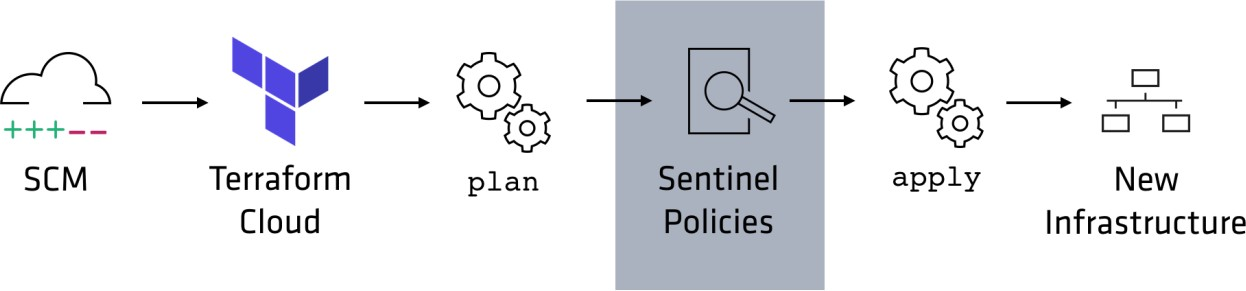 +++--
SCM
Terraform
Cloud
plan
Sentinel
Policies
apply
New
Infrastructure